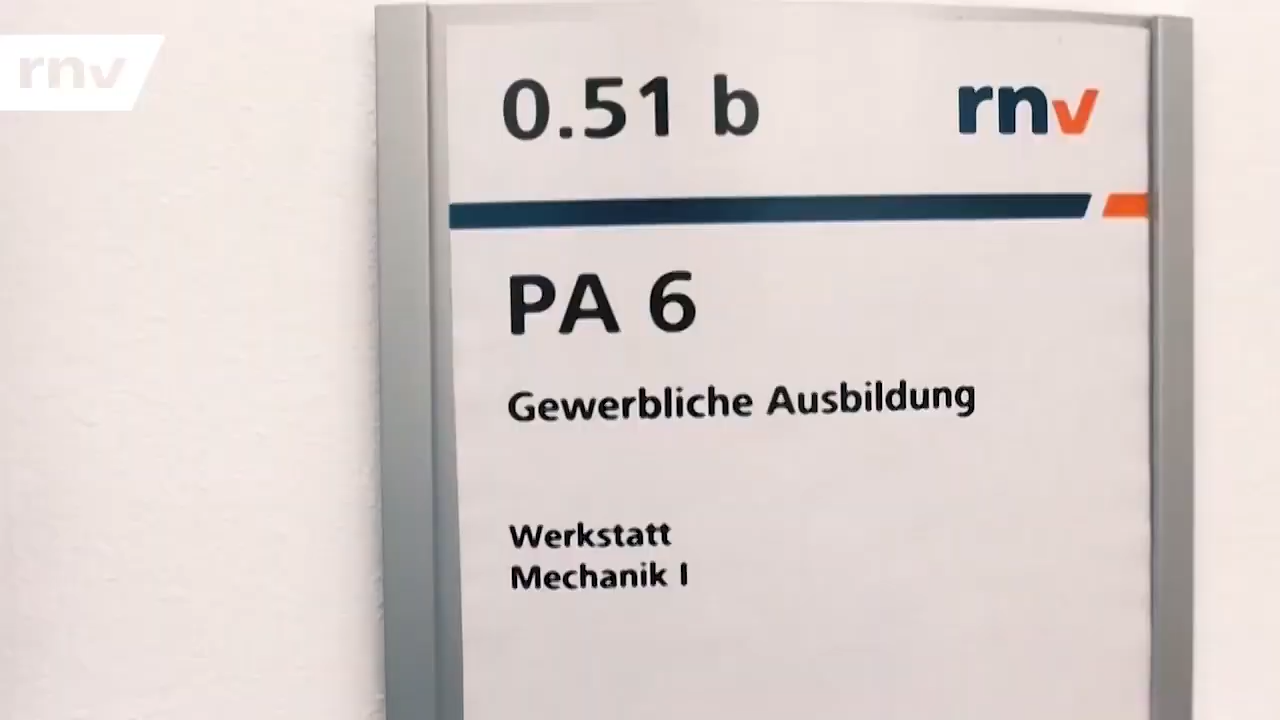 rnv
0.51 b rnv
PA 6
Gewerbliche Ausbildung
Werkstatt
Mechanik I